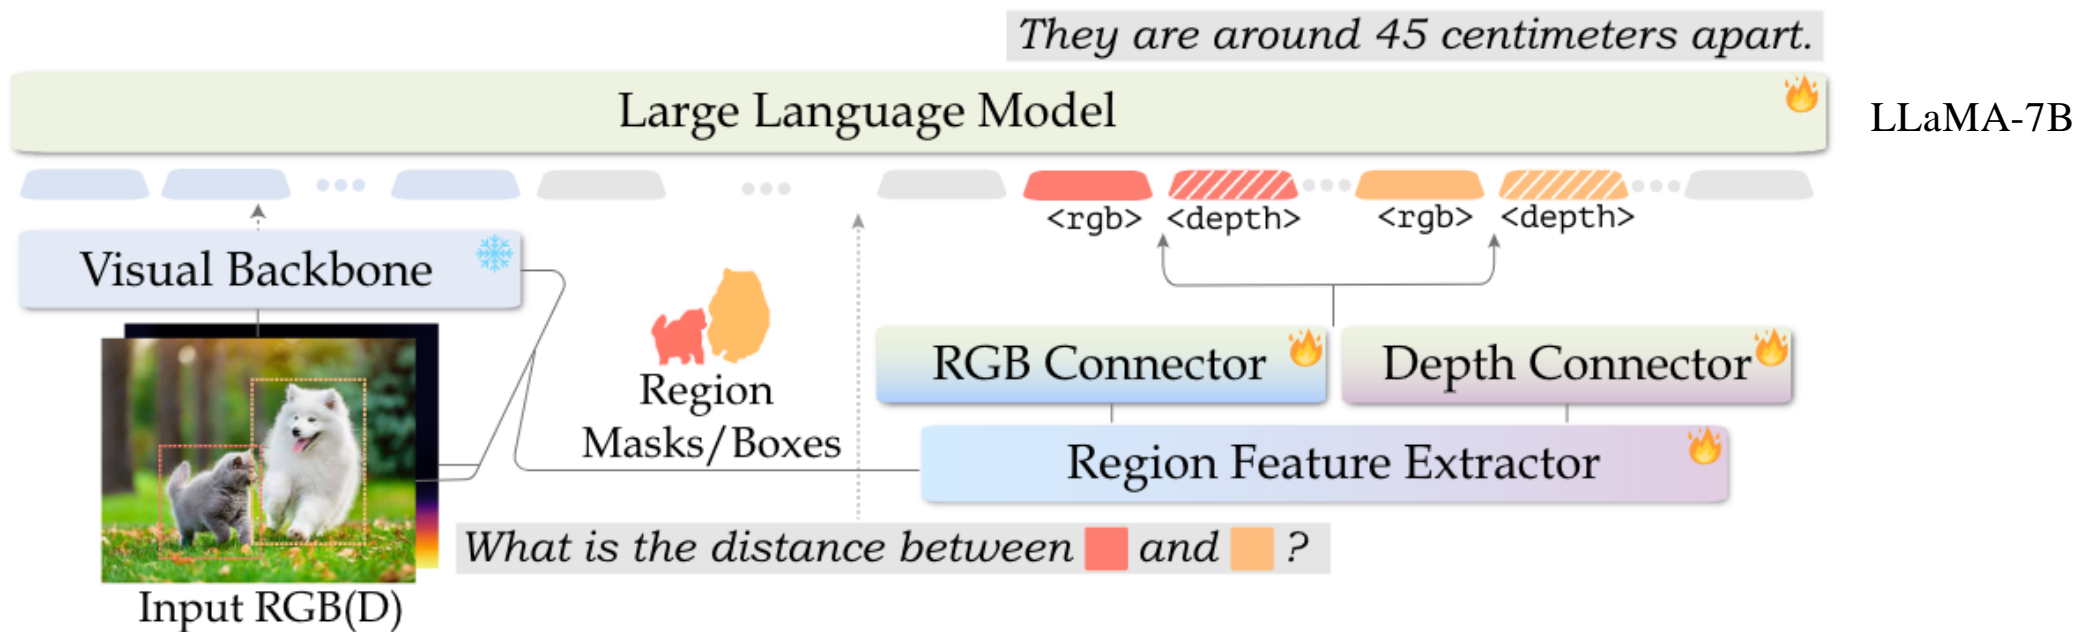 They are around 45 centimeters apart.
Large Language Model
LLaMA-7B
<rgb> <depth> <rgb> <depth>
Visual Backbone
RGB Connector
Depth Connector
Region
Masks/Boxes
Region Feature Extractor
What is the distance between and ?
Input RGB(D)